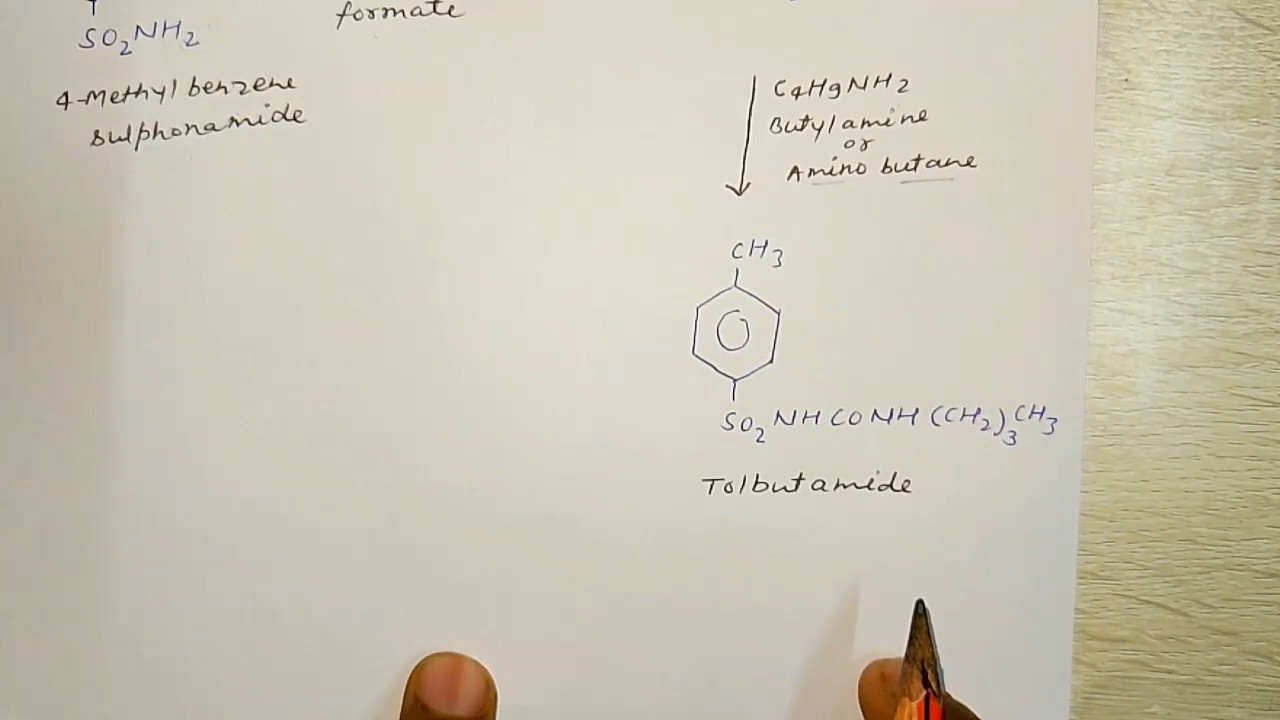 SO2NH2
4-Methyl benzene
sulphonamide
formate
C4H9NH2
Butylamine
or
Amino butane
CH3
SO2NHCONH(CH2)3CH3
Tolbutamide